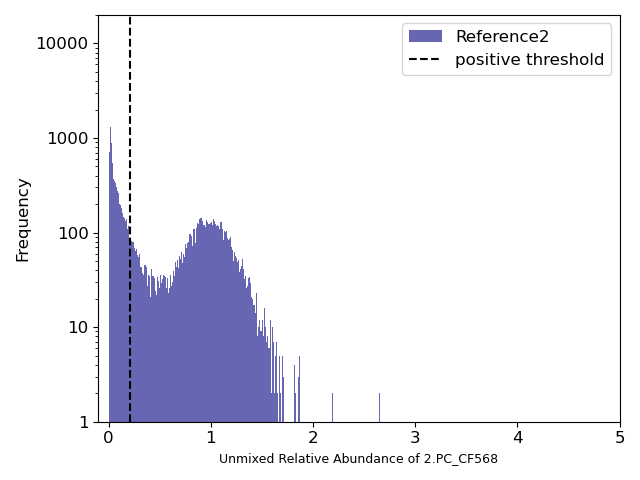 Reference2
positive threshold
10000
1000
100
10
1
Frequency
0 1 2 3 4 5
Unmixed Relative Abundance of 2.PC_CF568